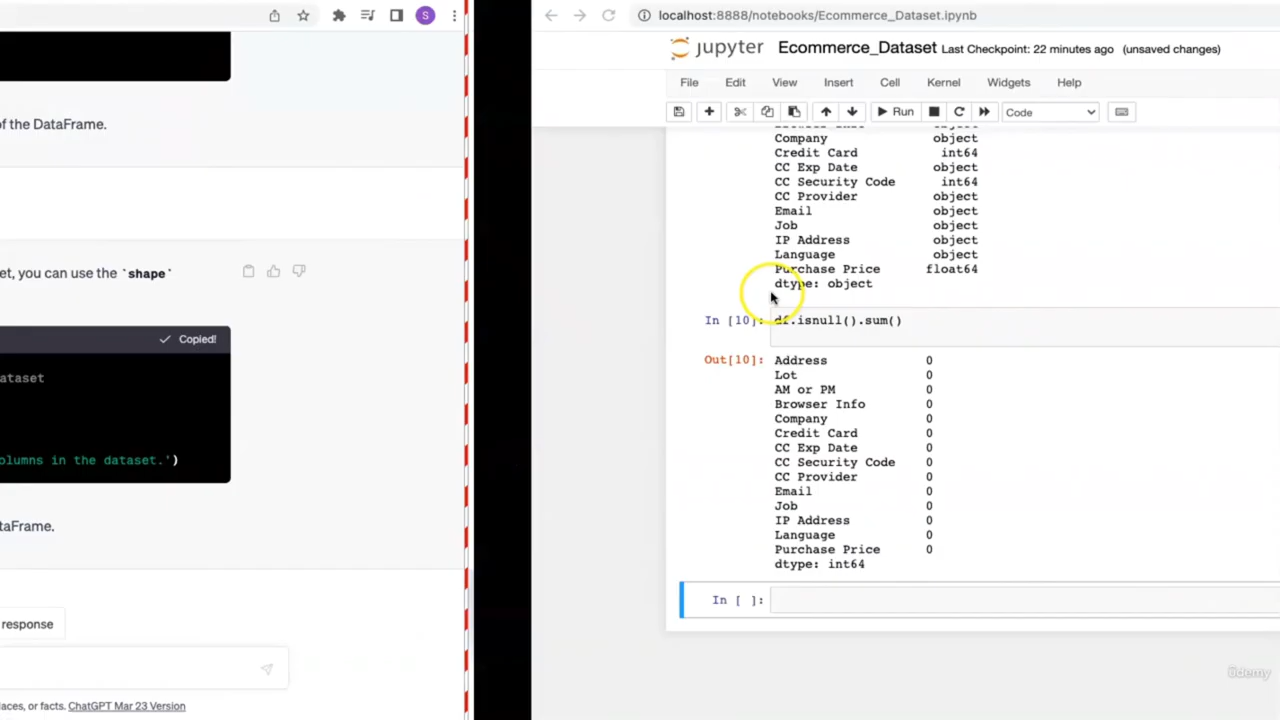 S
of the DataFrame.
et, you can use the `shape`
Copied!
ataset
olumns in the dataset.')
taFrame.
response
laces, or facts. ChatGPT Mar 23 Version
localhost:8888/notebooks/Ecommerce_Dataset.ipynb
jupyter Ecommerce_Dataset Last Checkpoint: 22 minutes ago (unsaved changes)
File Edit View Insert Cell Kernel Widgets Help
Run Code
object
Company object
Credit Card int64
CC Exp Date object
CC Security Code int64
CC Provider object
Email object
Job object
IP Address object
Language object
Purchase Price float64
dtype: object
In [10]: df.isnull().sum()
Out[10]: Address 0
Lot 0
AM or PM 0
Browser Info 0
Company 0
Credit Card 0
CC Exp Date 0
CC Security Code 0
CC Provider 0
Email 0
Job 0
IP Address 0
Language 0
Purchase Price 0
dtype: int64
In [ ]:
ûdemy